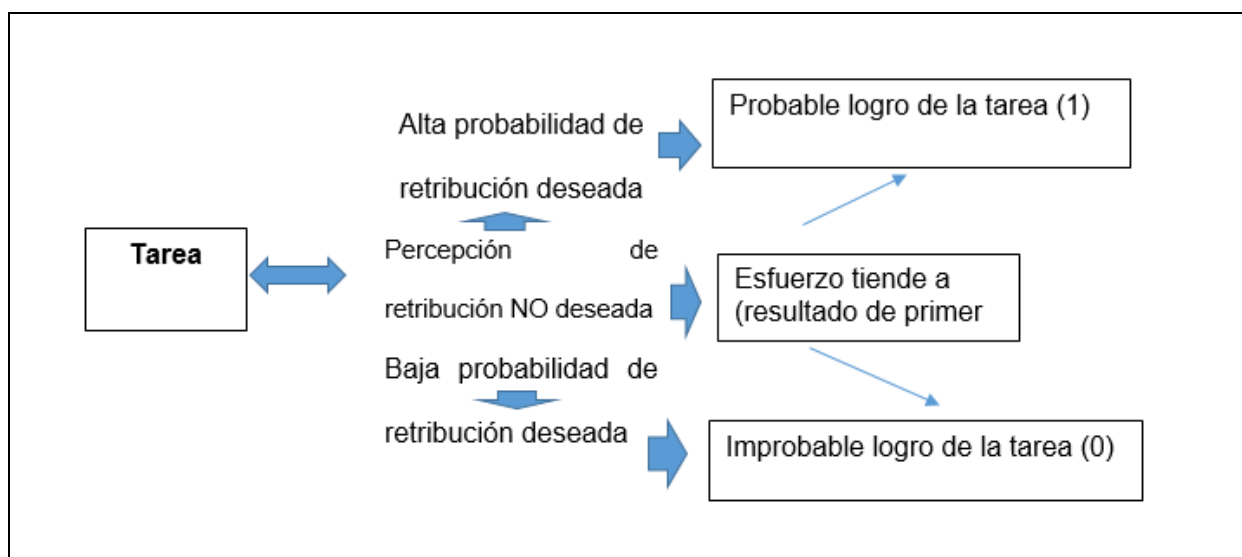 Tarea
Alta probabilidad de
retribución deseada
Percepción de
retribución NO deseada
Baja probabilidad de
retribución deseada
Probable logro de la tarea (1)
Esfuerzo tiende a
(resultado de primer
Improbable logro de la tarea (0)